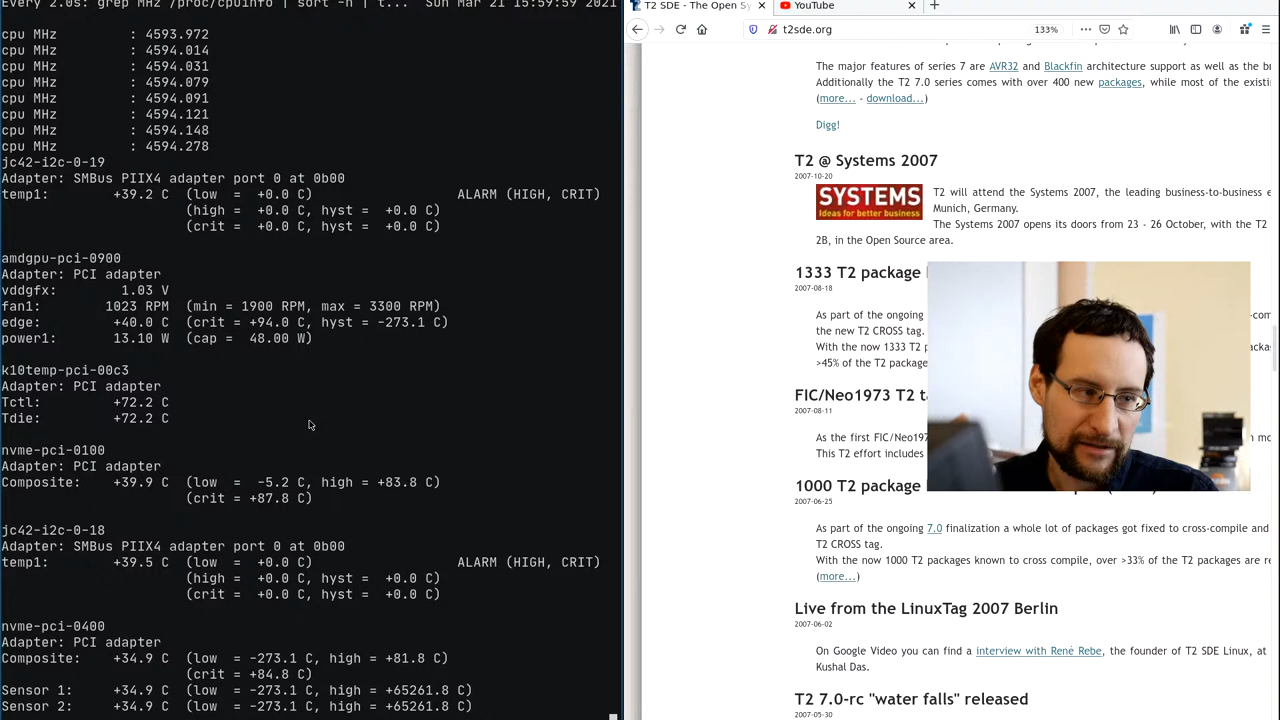 Every 2.0s: grep MHz /proc/cpuinfo | sort -n | t...  Sun Mar 21 15:59:59 2021
cpu MHz : 4593.972
cpu MHz : 4594.014
cpu MHz : 4594.031
cpu MHz : 4594.079
cpu MHz : 4594.091
cpu MHz : 4594.121
cpu MHz : 4594.148
cpu MHz : 4594.278
jc42-i2c-0-19
Adapter: SMBus PIIX4 adapter port 0 at 0b00
temp1: +39.2 C (low = +0.0 C) ALARM (HIGH, CRIT)
(high = +0.0 C, hyst = +0.0 C)
(crit = +0.0 C, hyst = +0.0 C)
amdgpu-pci-0900
Adapter: PCI adapter
vddgfx: 1.03 V
fan1: 1023 RPM (min = 1900 RPM, max = 3300 RPM)
edge: +40.0 C (crit = +94.0 C, hyst = -273.1 C)
power1: 13.10 W (cap = 48.00 W)
k10temp-pci-00c3
Adapter: PCI adapter
Tctl: +72.2 C
Tdie: +72.2 C
nvme-pci-0100
Adapter: PCI adapter
Composite: +39.9 C (low = -5.2 C, high = +83.8 C)
(crit = +87.8 C)
jc42-i2c-0-18
Adapter: SMBus PIIX4 adapter port 0 at 0b00
temp1: +39.5 C (low = +0.0 C) ALARM (HIGH, CRIT)
(high = +0.0 C, hyst = +0.0 C)
(crit = +0.0 C, hyst = +0.0 C)
nvme-pci-0400
Adapter: PCI adapter
Composite: +34.9 C (low = -273.1 C, high = +81.8 C)
(crit = +84.8 C)
Sensor 1: +34.9 C (low = -273.1 C, high = +65261.8 C)
Sensor 2: +34.9 C (low = -273.1 C, high = +65261.8 C)
T2 SDE - The Open Sy
YouTube
t2sde.org 133%
The major features of series 7 are AVR32 and Blackfin architecture support as well as the
Additionally the T2 7.0 series comes with over 400 new packages, while most of the
(more... - download...)
Digg!
T2 @ Systems 2007
2007-10-20
SYSTEMS
Ideas for better business
T2 will attend the Systems 2007, the leading business-to-business
Munich, Germany.
The Systems 2007 opens its doors from 23 - 26 October, with the T2
2B, in the Open Source area.
1333 T2 package
2007-08-18
As part of the ongoing
the new T2 CROSS tag.
With the now 1333 T2
>45% of the T2 package
FIC/Neo1973 T2
2007-08-11
As the first
This T2 effort includes
1000 T2 package
2007-06-25
As part of the ongoing 7.0 finalization a whole lot of packages got fixed to cross-compile and
T2 CROSS tag.
With the now 1000 T2 packages known to cross compile, over >33% of the T2 packages are
(more...)
Live from the LinuxTag 2007 Berlin
2007-06-02
On Google Video you can find a interview with René Rebe, the founder of T2 SDE Linux, at
Kushal Das.
T2 7.0-rc "water falls" released
2007-05-30